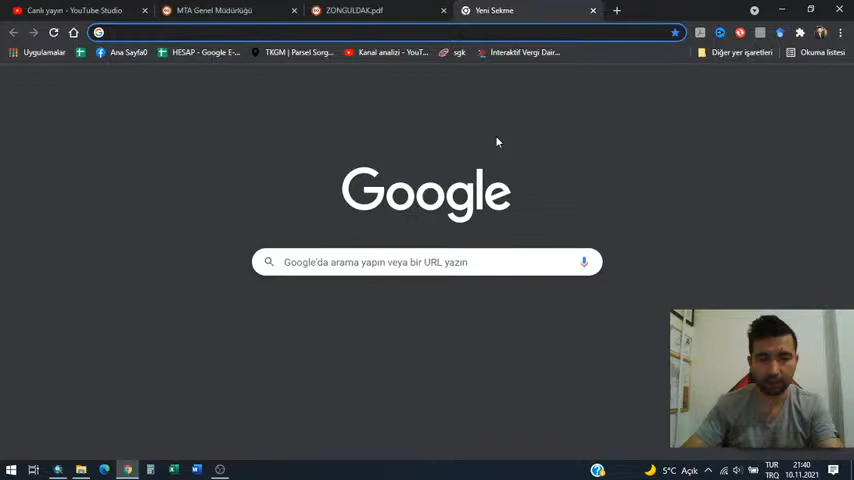 Canlı yayın - YouTube Studio
MTA Genel Müdürlüğü
ZONGULDAK.pdf
Yeni Sekme
Uygulamalar
Ana Sayfa0
HESAP - Google E-...
TKGM | Parsel Sorg...
Kanal analizi - YouT...
sgk
İnteraktif Vergi Dair...
Diğer yer işaretleri
Okuma listesi
Google
Google'da arama yapın veya bir URL yazın
5°C Açık
TUR
TRQ
21:40
10.11.2021